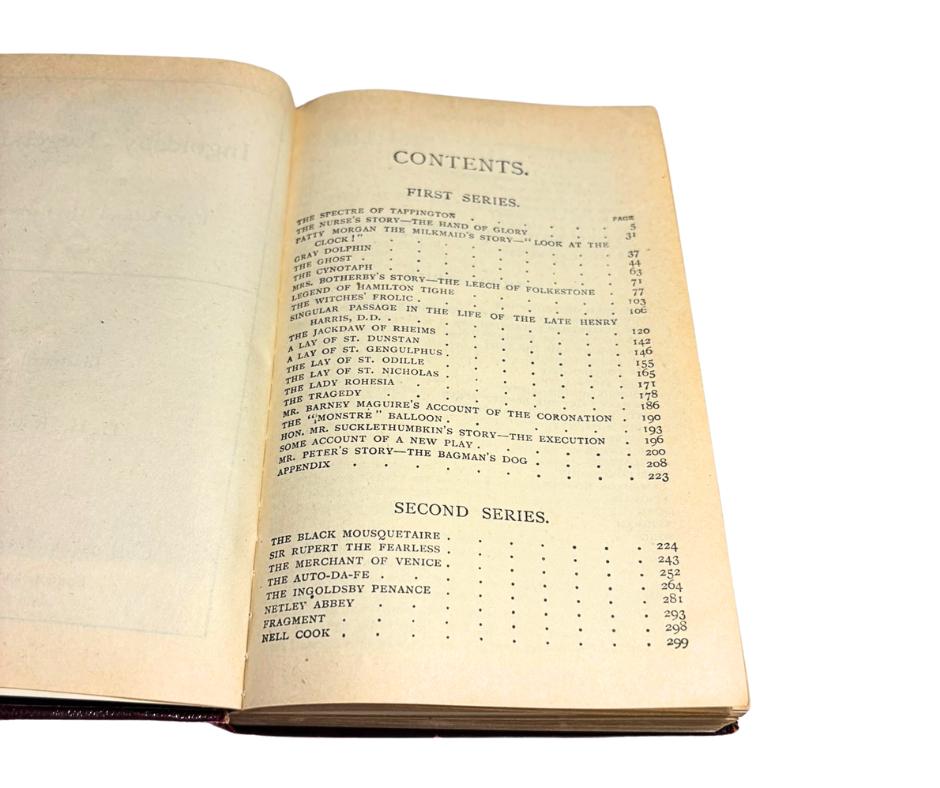 CONTENTS.
FIRST SERIES.
PAGE
THE SPECTRE OF TAPPINGTON . . . . . 5
THE NURSE'S STORY—THE HAND OF GLORY . . . . 31
PATTY MORGAN THE MILKMAID'S STORY—"LOOK AT THE
CLOCK!" . . . . . . . . 37
GRAY DOLPHIN . . . . . . . . 44
THE GHOST . . . . . . . . 63
THE CYNOTAPH . . . . . . . . 71
MRS. BOTHERBY'S STORY—THE LEECH OF FOLKESTONE . 77
LEGEND OF HAMILTON TIGHE . . . . . . 103
THE WITCHES' FROLIC . . . . . . . 106
SINGULAR PASSAGE IN THE LIFE OF THE LATE HENRY
HARRIS, D.D. . . . . . . . . 120
THE JACKDAW OF RHEIMS . . . . . . . 142
A LAY OF ST. DUNSTAN . . . . . . . 146
A LAY OF ST. GENGULPHUS . . . . . . . 155
THE LAY OF ST. ODILLE . . . . . . . 165
THE LAY OF ST. NICHOLAS . . . . . . . 171
THE LADY ROHESIA . . . . . . . 178
THE TRAGEDY . . . . . . . . 186
MR. BARNEY MAGUIRE'S ACCOUNT OF THE CORONATION . 190
THE "MONSTRE" BALLOON . . . . . . . 193
HON. MR. SUCKLETHUMBKIN'S STORY—THE EXECUTION . 196
SOME ACCOUNT OF A NEW PLAY . . . . . . 200
MR. PETER'S STORY—THE BAGMAN'S DOG . . . . 208
APPENDIX . . . . . . . . . 223
SECOND SERIES.
THE BLACK MOUSQUETAIRE . . . . . . . 224
SIR RUPERT THE FEARLESS . . . . . . . 243
THE MERCHANT OF VENICE . . . . . . . 252
THE AUTO-DA-FE . . . . . . . . 264
THE INGOLDSBY PENANCE . . . . . . . 281
NETLEY ABBEY . . . . . . . . 293
FRAGMENT . . . . . . . . . 298
NELL COOK . . . . . . . . . 299